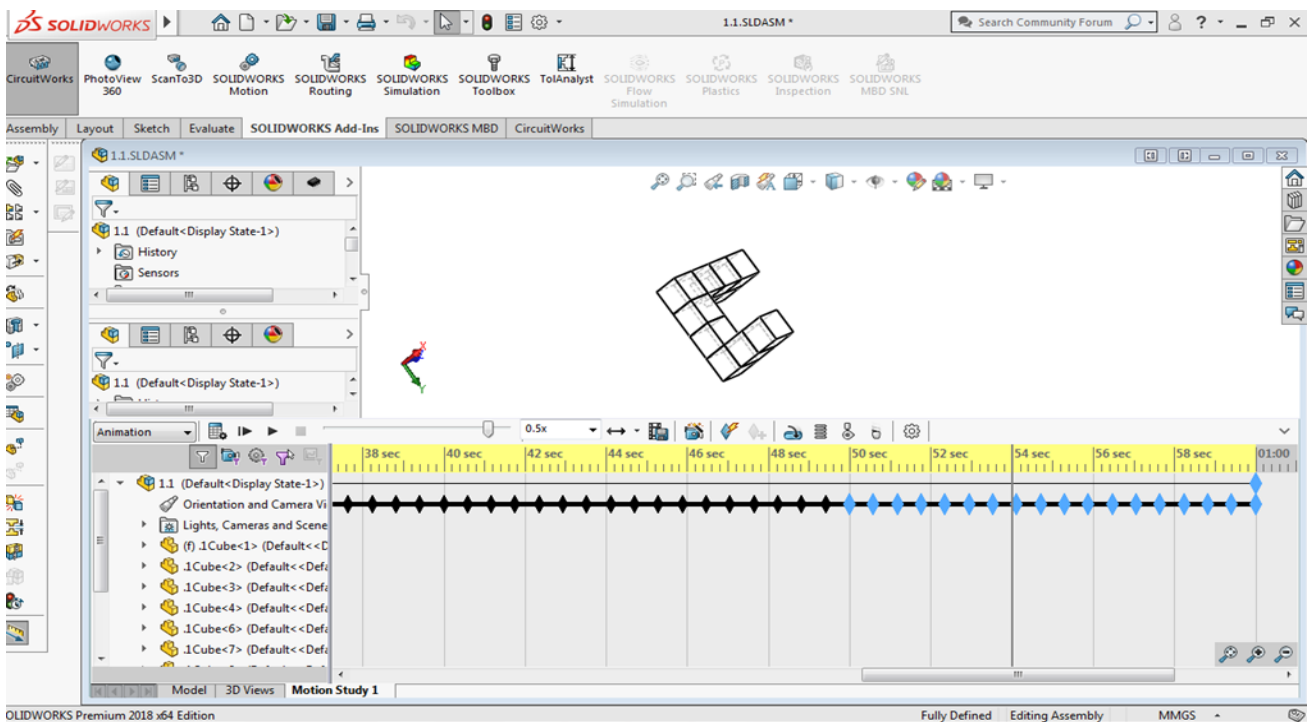 SOLIDWORKS
1.1.SLDASM *
Search Community Forum
CircuitWorks
PhotoView 360
ScanTo3D
SOLIDWORKS Motion
SOLIDWORKS Routing
SOLIDWORKS Simulation
SOLIDWORKS Toolbox
TolAnalyst
SOLIDWORKS Flow Simulation
SOLIDWORKS Plastics
SOLIDWORKS Inspection
SOLIDWORKS MBD SNL
Assembly Layout Sketch Evaluate SOLIDWORKS Add-Ins SOLIDWORKS MBD CircuitWorks
1.1.SLDASM *
1.1 (Default<Display State-1>)
History
Sensors
1.1 (Default<Display State-1>)
X
Y
Animation 0.5x
38 sec 40 sec 42 sec 44 sec 46 sec 48 sec 50 sec 52 sec 54 sec 56 sec 58 sec 01:00
1.1 (Default<Display State-1>)
Orientation and Camera Vi
Lights, Cameras and Scene
(f) .1Cube<1> (Default<<D
.1Cube<2> (Default<<Defa
.1Cube<3> (Default<<Defa
.1Cube<4> (Default<<Defa
.1Cube<6> (Default<<Defa
.1Cube<7> (Default<<Defa
Model 3D Views Motion Study 1
OLIDWORKS Premium 2018 x64 Edition Fully Defined Editing Assembly MMGS